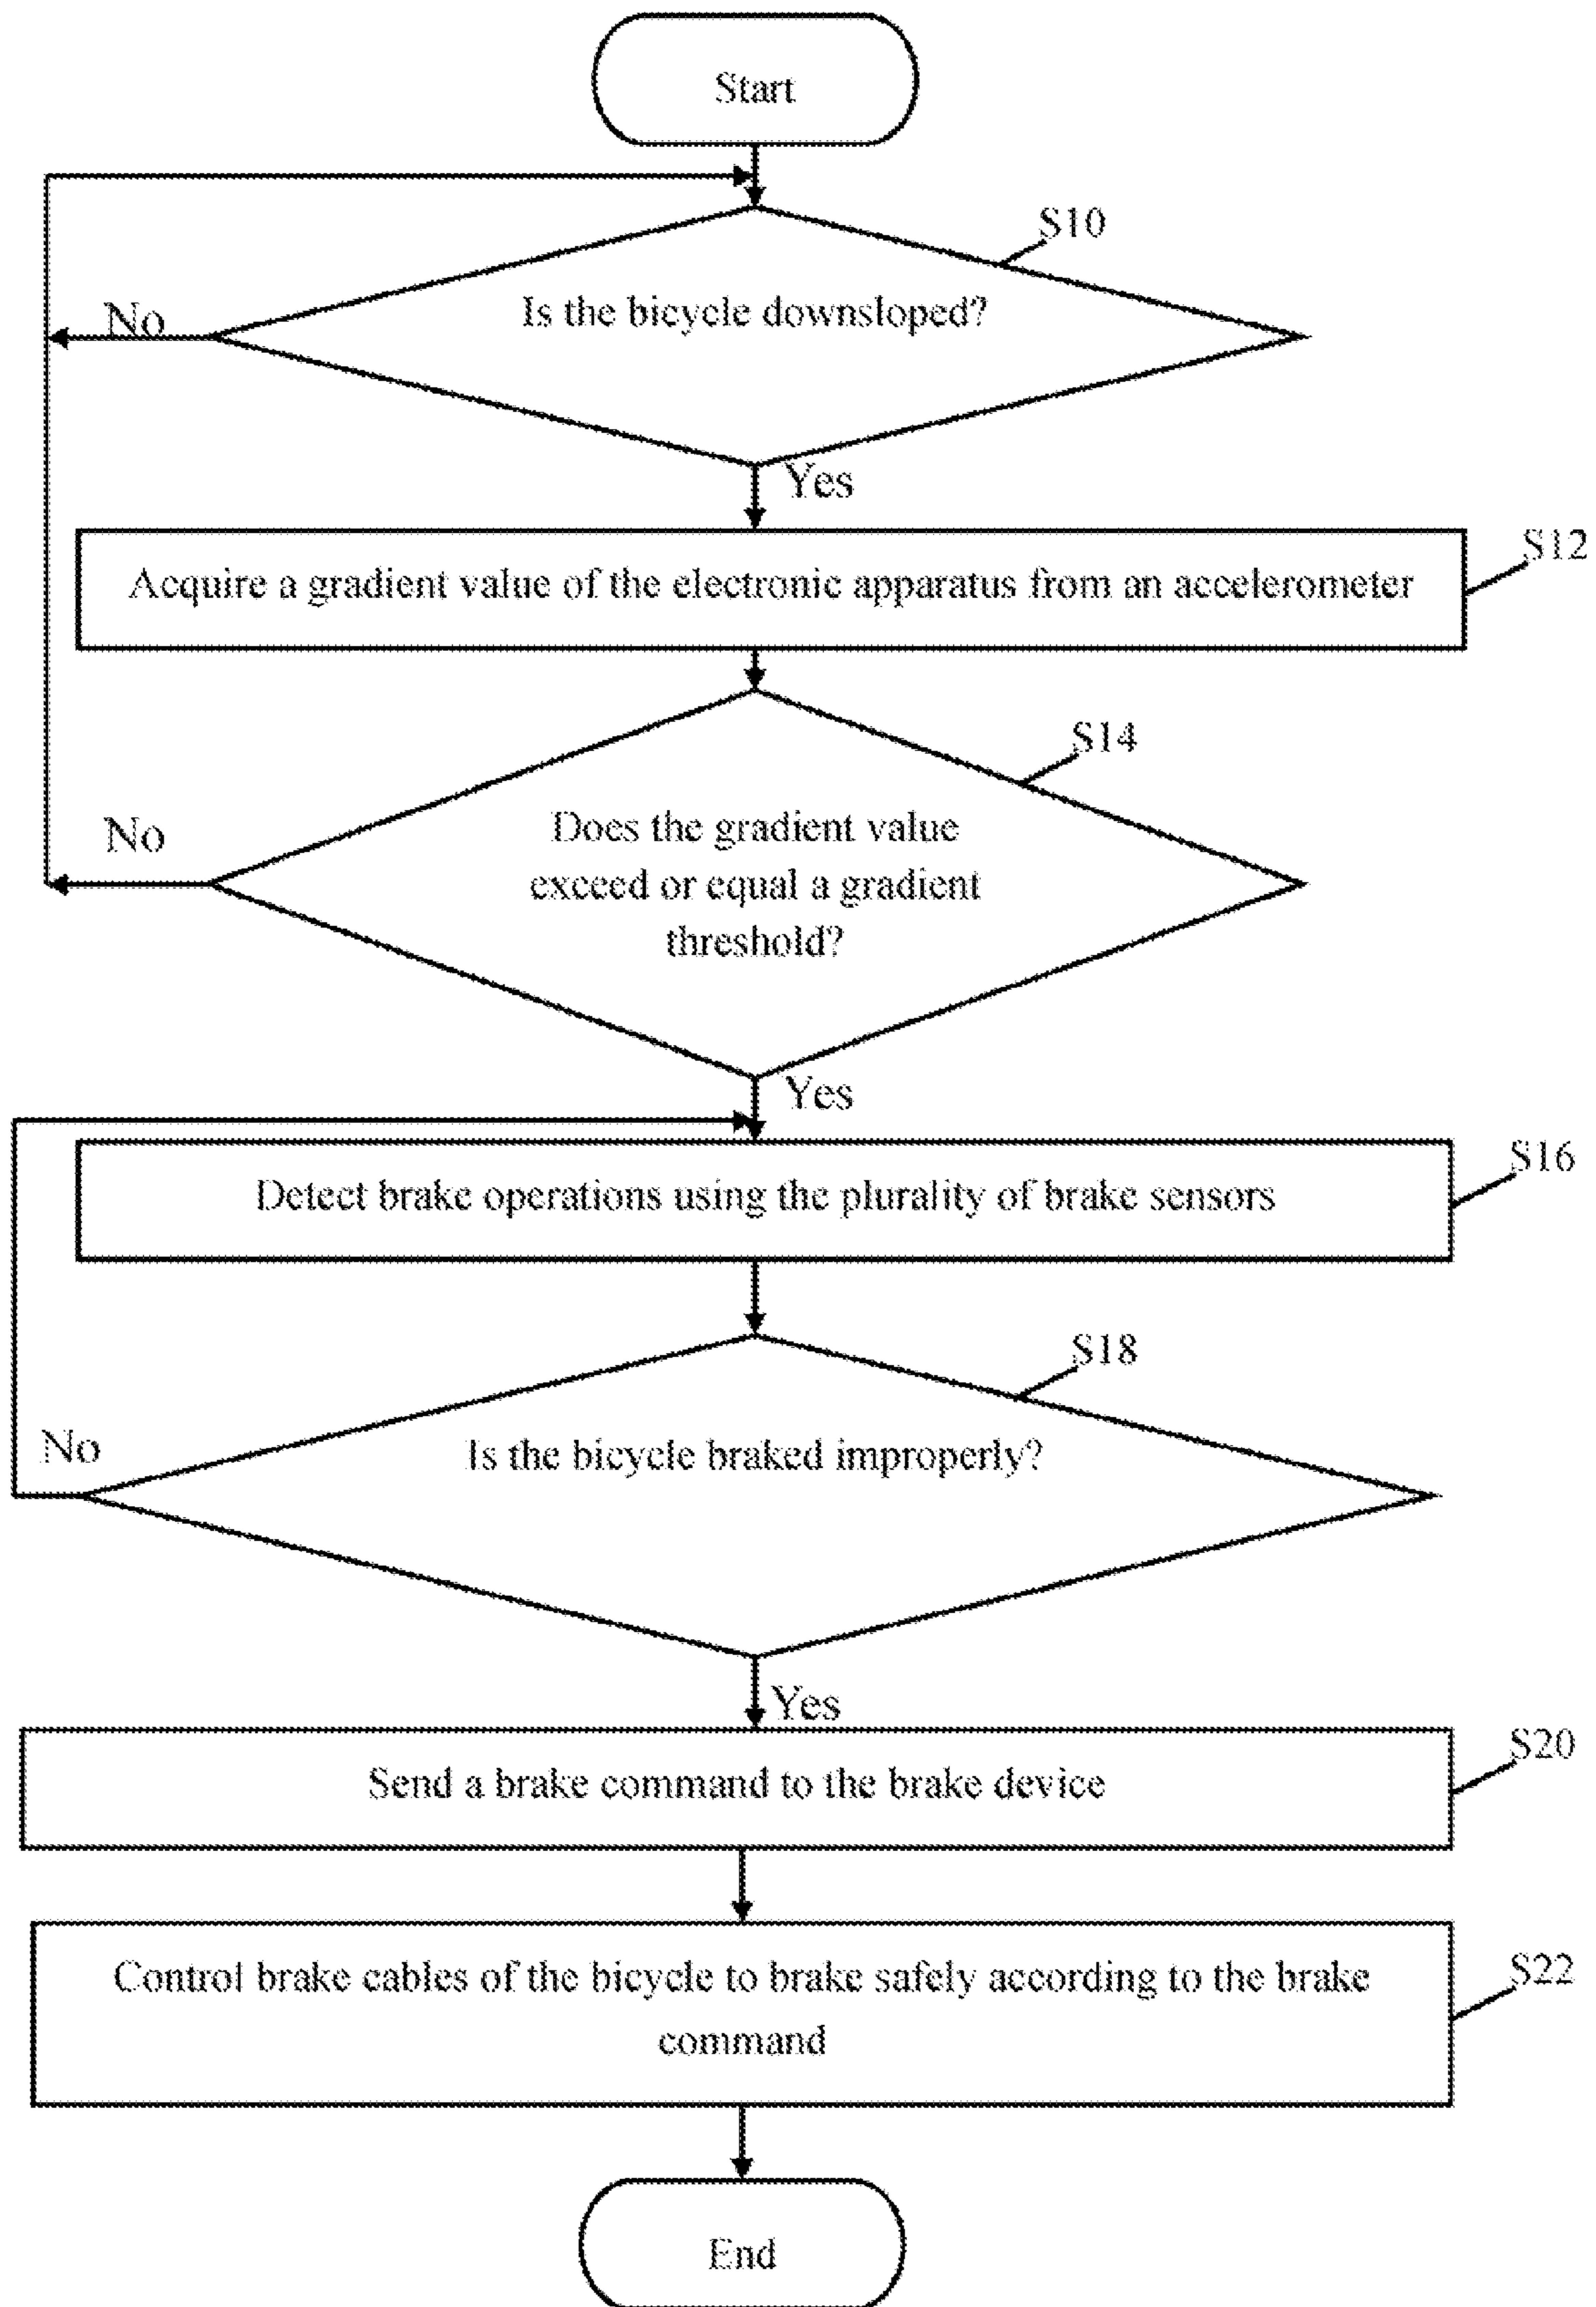 Start
S10
Is the bicycle downsloped?
No
Yes
S12
Acquire a gradient value of the electronic apparatus from an accelerometer
S14
No
Does the gradient value
exceed or equal a gradient
threshold?
Yes
S16
Detect brake operations using the plurality of brake sensors
S18
No
Is the bicycle braked improperly?
Yes
S20
Send a brake command to the brake device
S22
Control brake cables of the bicycle to brake safely according to the brake
command
End